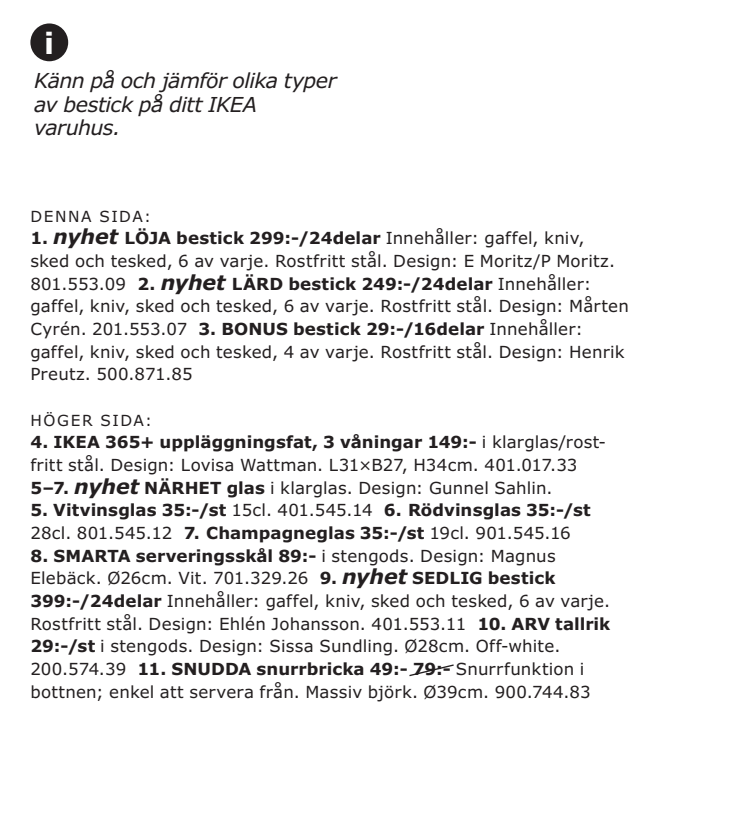 i
Känn på och jämför olika typer
av bestick på ditt IKEA
varuhus.
DENNA SIDA:
1. nyhet LÖJA bestick 299:-/24delar Innehåller: gaffel, kniv,
sked och tesked, 6 av varje. Rostfritt stål. Design: E Moritz/P Moritz.
801.553.09 2. nyhet LÄRD bestick 249:-/24delar Innehåller:
gaffel, kniv, sked och tesked, 6 av varje. Rostfritt stål. Design: Mårten
Cyrén. 201.553.07 3. BONUS bestick 29:-/16delar Innehåller:
gaffel, kniv, sked och tesked, 4 av varje. Rostfritt stål. Design: Henrik
Preutz. 500.871.85
HÖGER SIDA:
4. IKEA 365+ uppläggningsfat, 3 våningar 149:- i klarglas/rost-
fritt stål. Design: Lovisa Wattman. L31×B27, H34cm. 401.017.33
5–7. nyhet NÄRHET glas i klarglas. Design: Gunnel Sahlin.
5. Vitvinsglas 35:-/st 15cl. 401.545.14 6. Rödvinsglas 35:-/st
28cl. 801.545.12 7. Champagneglas 35:-/st 19cl. 901.545.16
8. SMARTA serveringsskål 89:- i stengods. Design: Magnus
Elebäck. Ø26cm. Vit. 701.329.26 9. nyhet SEDLIG bestick
399:-/24delar Innehåller: gaffel, kniv, sked och tesked, 6 av varje.
Rostfritt stål. Design: Ehlén Johansson. 401.553.11 10. ARV tallrik
29:-/st i stengods. Design: Sissa Sundling. Ø28cm. Off-white.
200.574.39 11. SNUDDA snurrbricka 49:- 79:- Snurrfunktion i
bottnen; enkel att servera från. Massiv björk. Ø39cm. 900.744.83